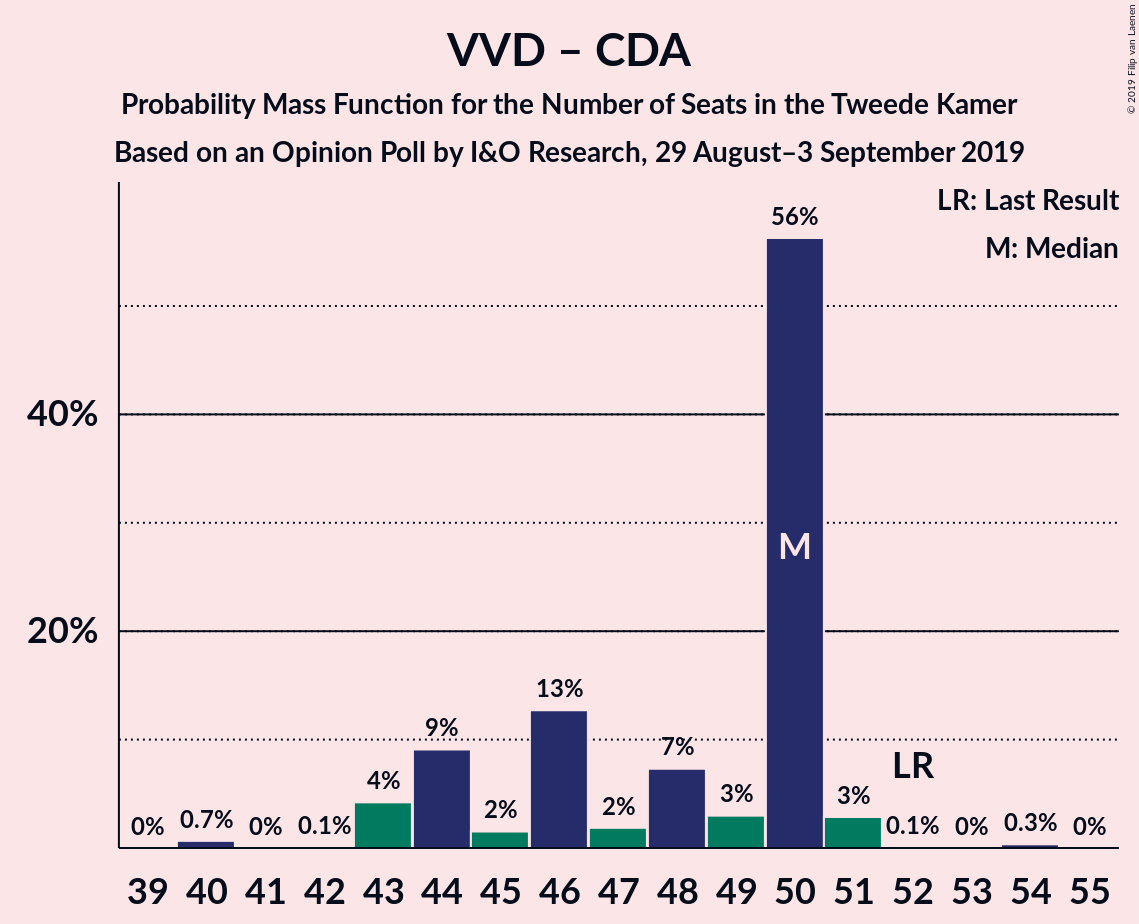 VVD – CDA
Probability Mass Function for the Number of Seats in the Tweede Kamer
Based on an Opinion Poll by I&O Research, 29 August–3 September 2019
© 2019 Filip van Laenen
LR: Last Result
M: Median
40%
20%
0%
0.7%
0%
0.1%
4%
9%
2%
13%
2%
7%
3%
56%
M
3%
LR
0.1%
0%
0.3%
0%
39 40 41 42 43 44 45 46 47 48 49 50 51 52 53 54 55